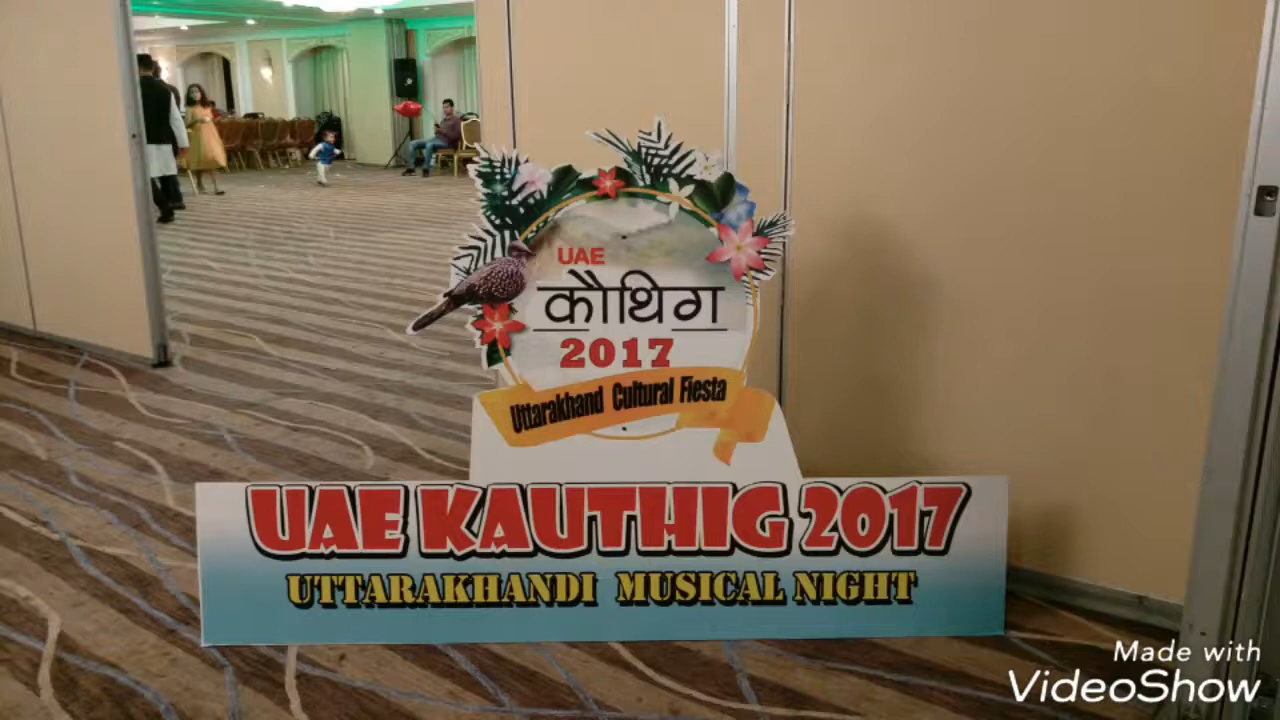 UAE
कौथिग
2017
Uttarakhand Cultural Fiesta
UAE KAUTHIG 2017
UTTARAKHANDI MUSICAL NIGHT
Made with
VideoShow